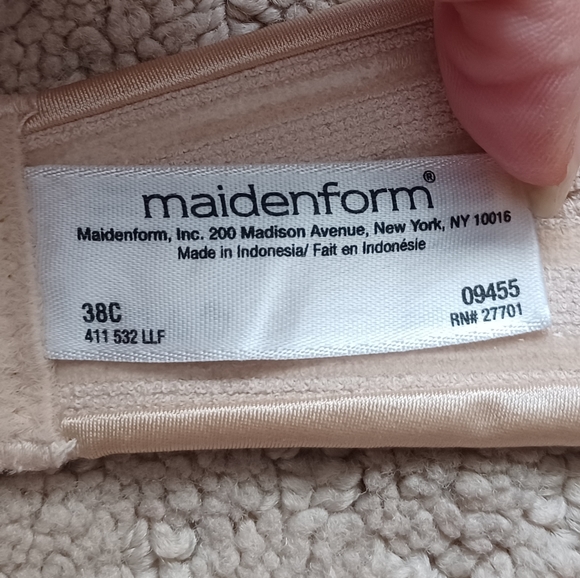 maidenform®
Maidenform, Inc. 200 Madison Avenue, New York, NY 10016
Made in Indonesia/ Fait en Indonésie
38C
411 532 LLF
09455
RN# 27701